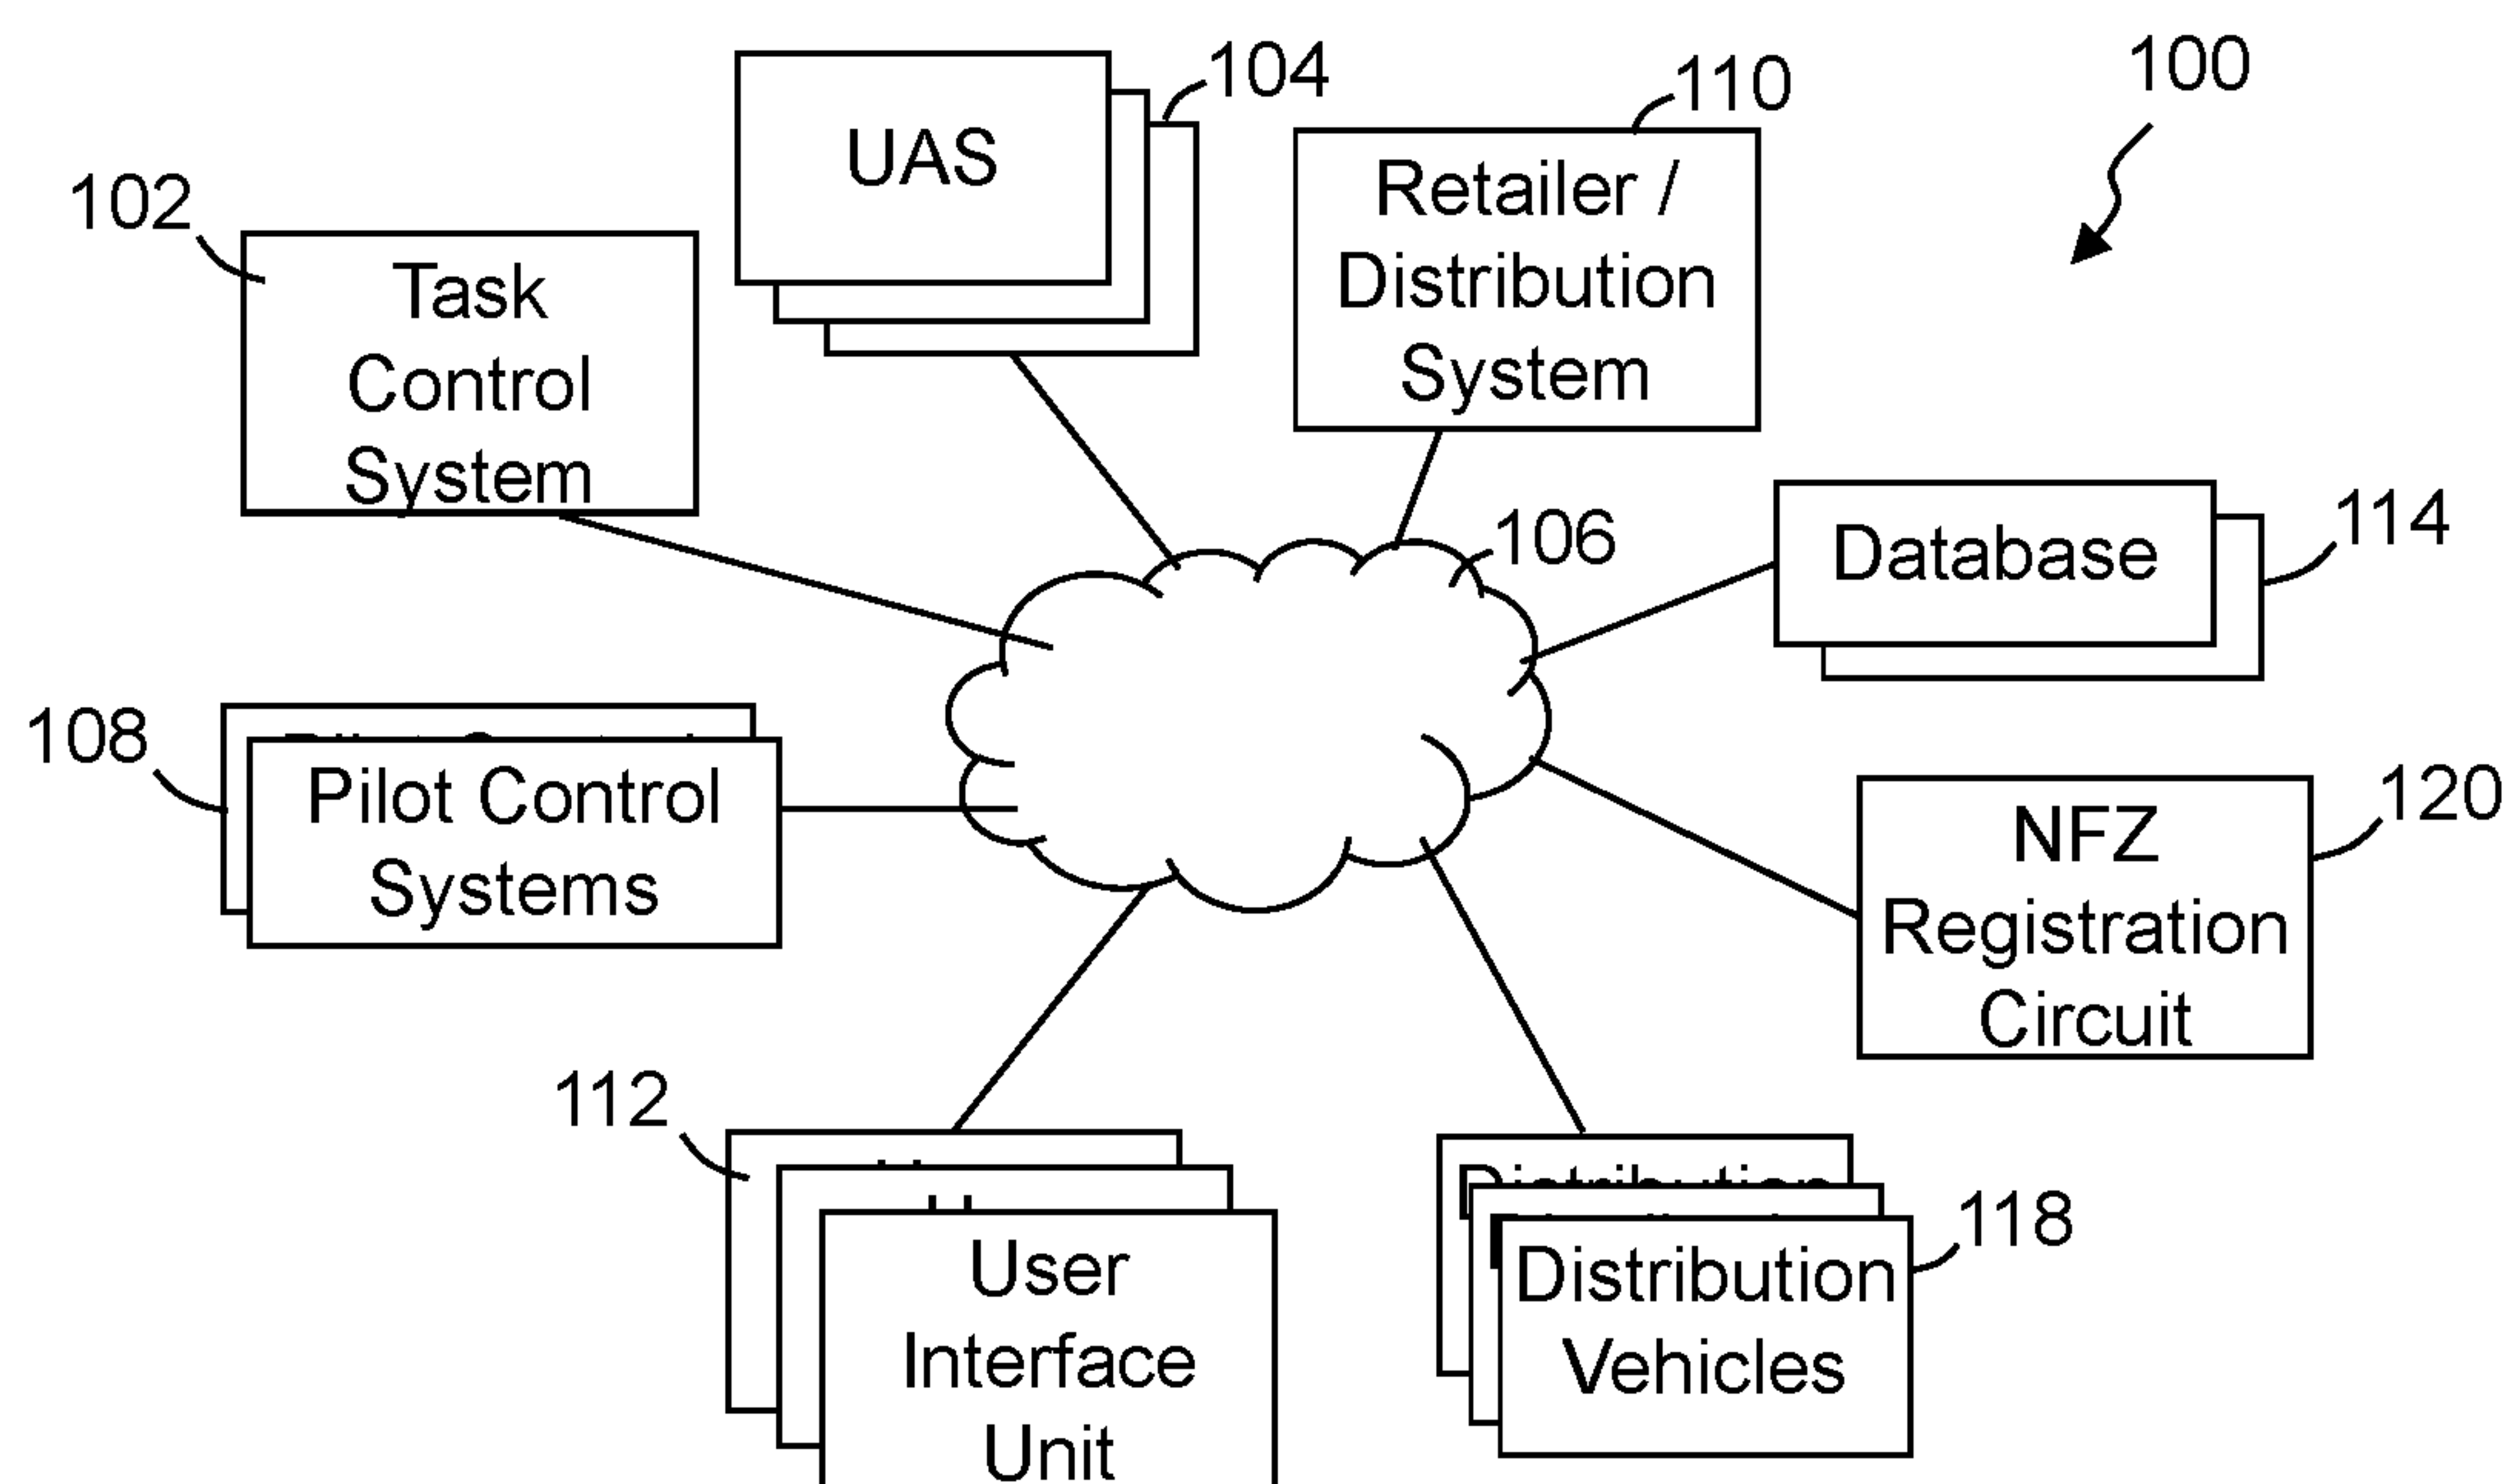 104
110
100
UAS
Retailer /
Distribution
System
102
Task
Control
System
106
Database
114
108
Pilot Control
Systems
120
NFZ
Registration
Circuit
112
User
Interface
Unit
118
Distribution
Vehicles